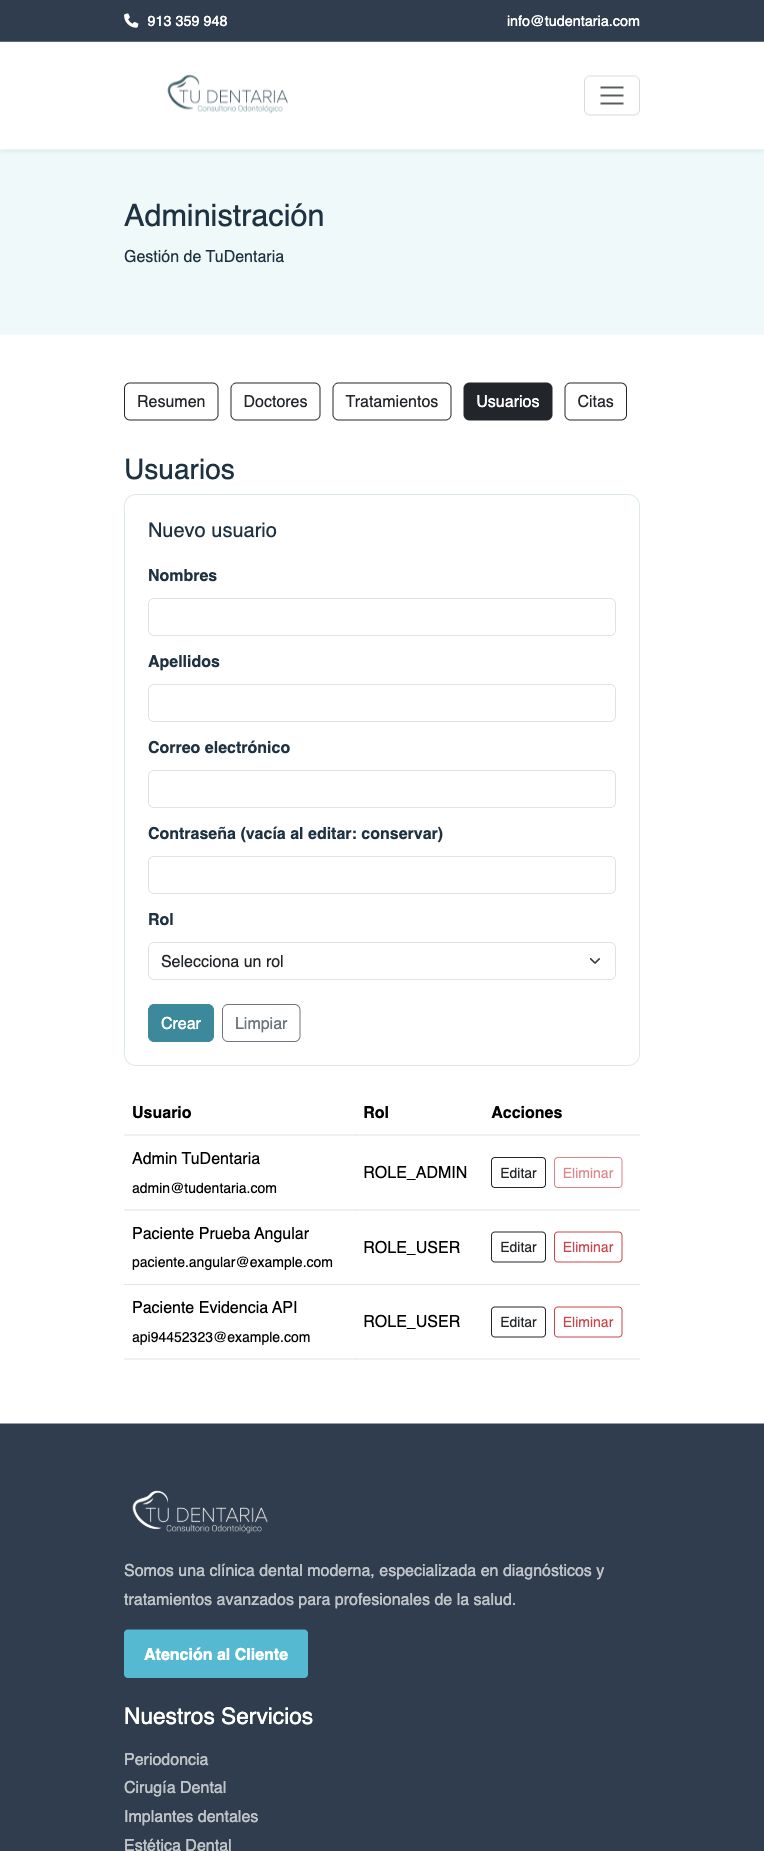 913 359 948
info@tudentaria.com
TU DENTARIA
Consultorio Odontológico
Administración
Gestión de TuDentaria
Resumen
Doctores
Tratamientos
Usuarios
Citas
Usuarios
Nuevo usuario
Nombres
Apellidos
Correo electrónico
Contraseña (vacía al editar: conservar)
Rol
Selecciona un rol
Crear
Limpiar
Usuario Rol Acciones
Admin TuDentaria
admin@tudentaria.com
ROLE_ADMIN
Editar
Eliminar
Paciente Prueba Angular
paciente.angular@example.com
ROLE_USER
Editar
Eliminar
Paciente Evidencia API
api94452323@example.com
ROLE_USER
Editar
Eliminar
TU DENTARIA
Consultorio Odontológico
Somos una clínica dental moderna, especializada en diagnósticos y
tratamientos avanzados para profesionales de la salud.
Atención al Cliente
Nuestros Servicios
Periodoncia
Cirugía Dental
Implantes dentales
Estética Dental